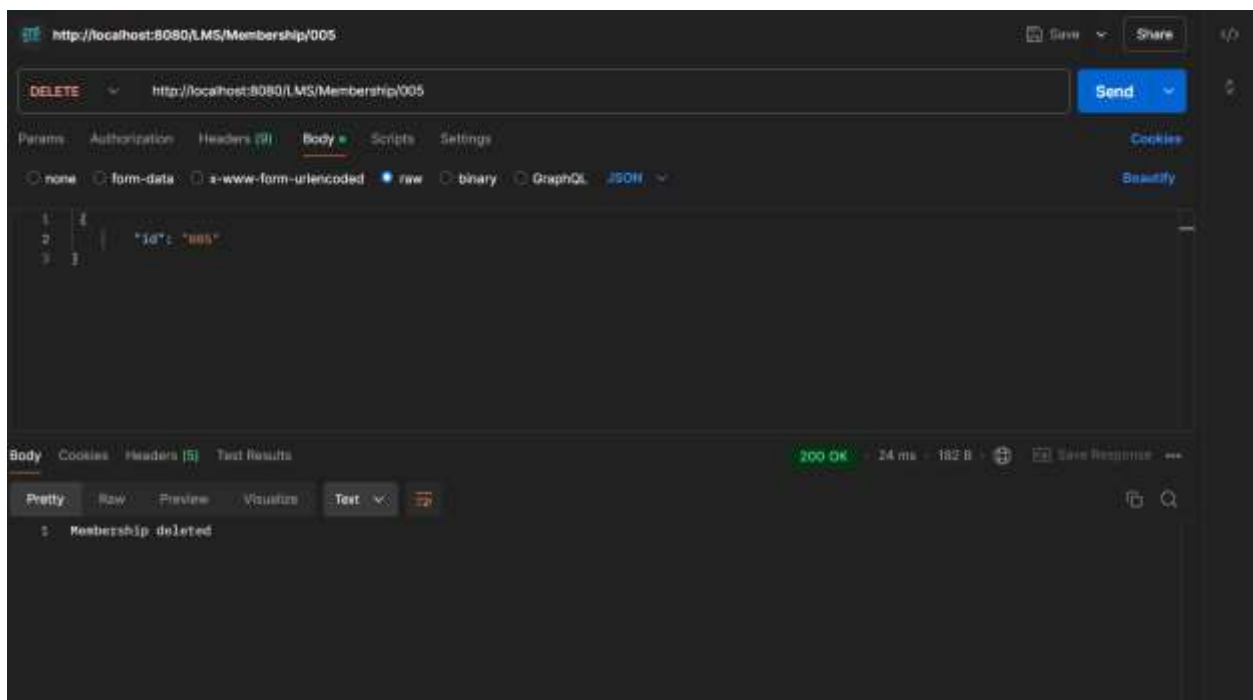 http://localhost:8080/LMS/Membership/005
Save
Share
DELETE
http://localhost:8080/LMS/Membership/005
Send
Params Authorization Headers (9) Body Scripts Settings
Cookies
none form-data x-www-form-urlencoded raw binary GraphQL JSON
Beautify
1 {
2 "id": "005"
3 }
Body Cookies Headers (5) Test Results
200 OK 24 ms 182 B Save Response
Pretty Raw Preview Visualize Text
1 Membership deleted